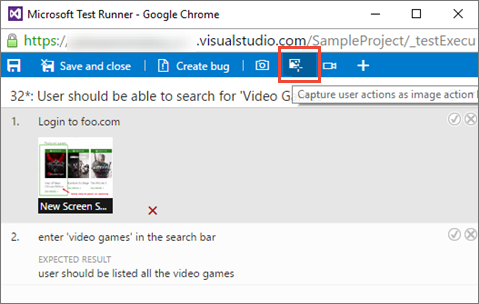 Microsoft Test Runner - Google Chrome
https:// .visualstudio.com/SampleProject/_testExecu
Save and close Create bug
32*: User should be able to search for 'Video G
Capture user actions as image action
1. Login to foo.com
New Screen S...
2. enter 'video games' in the search bar
EXPECTED RESULT
user should be listed all the video games